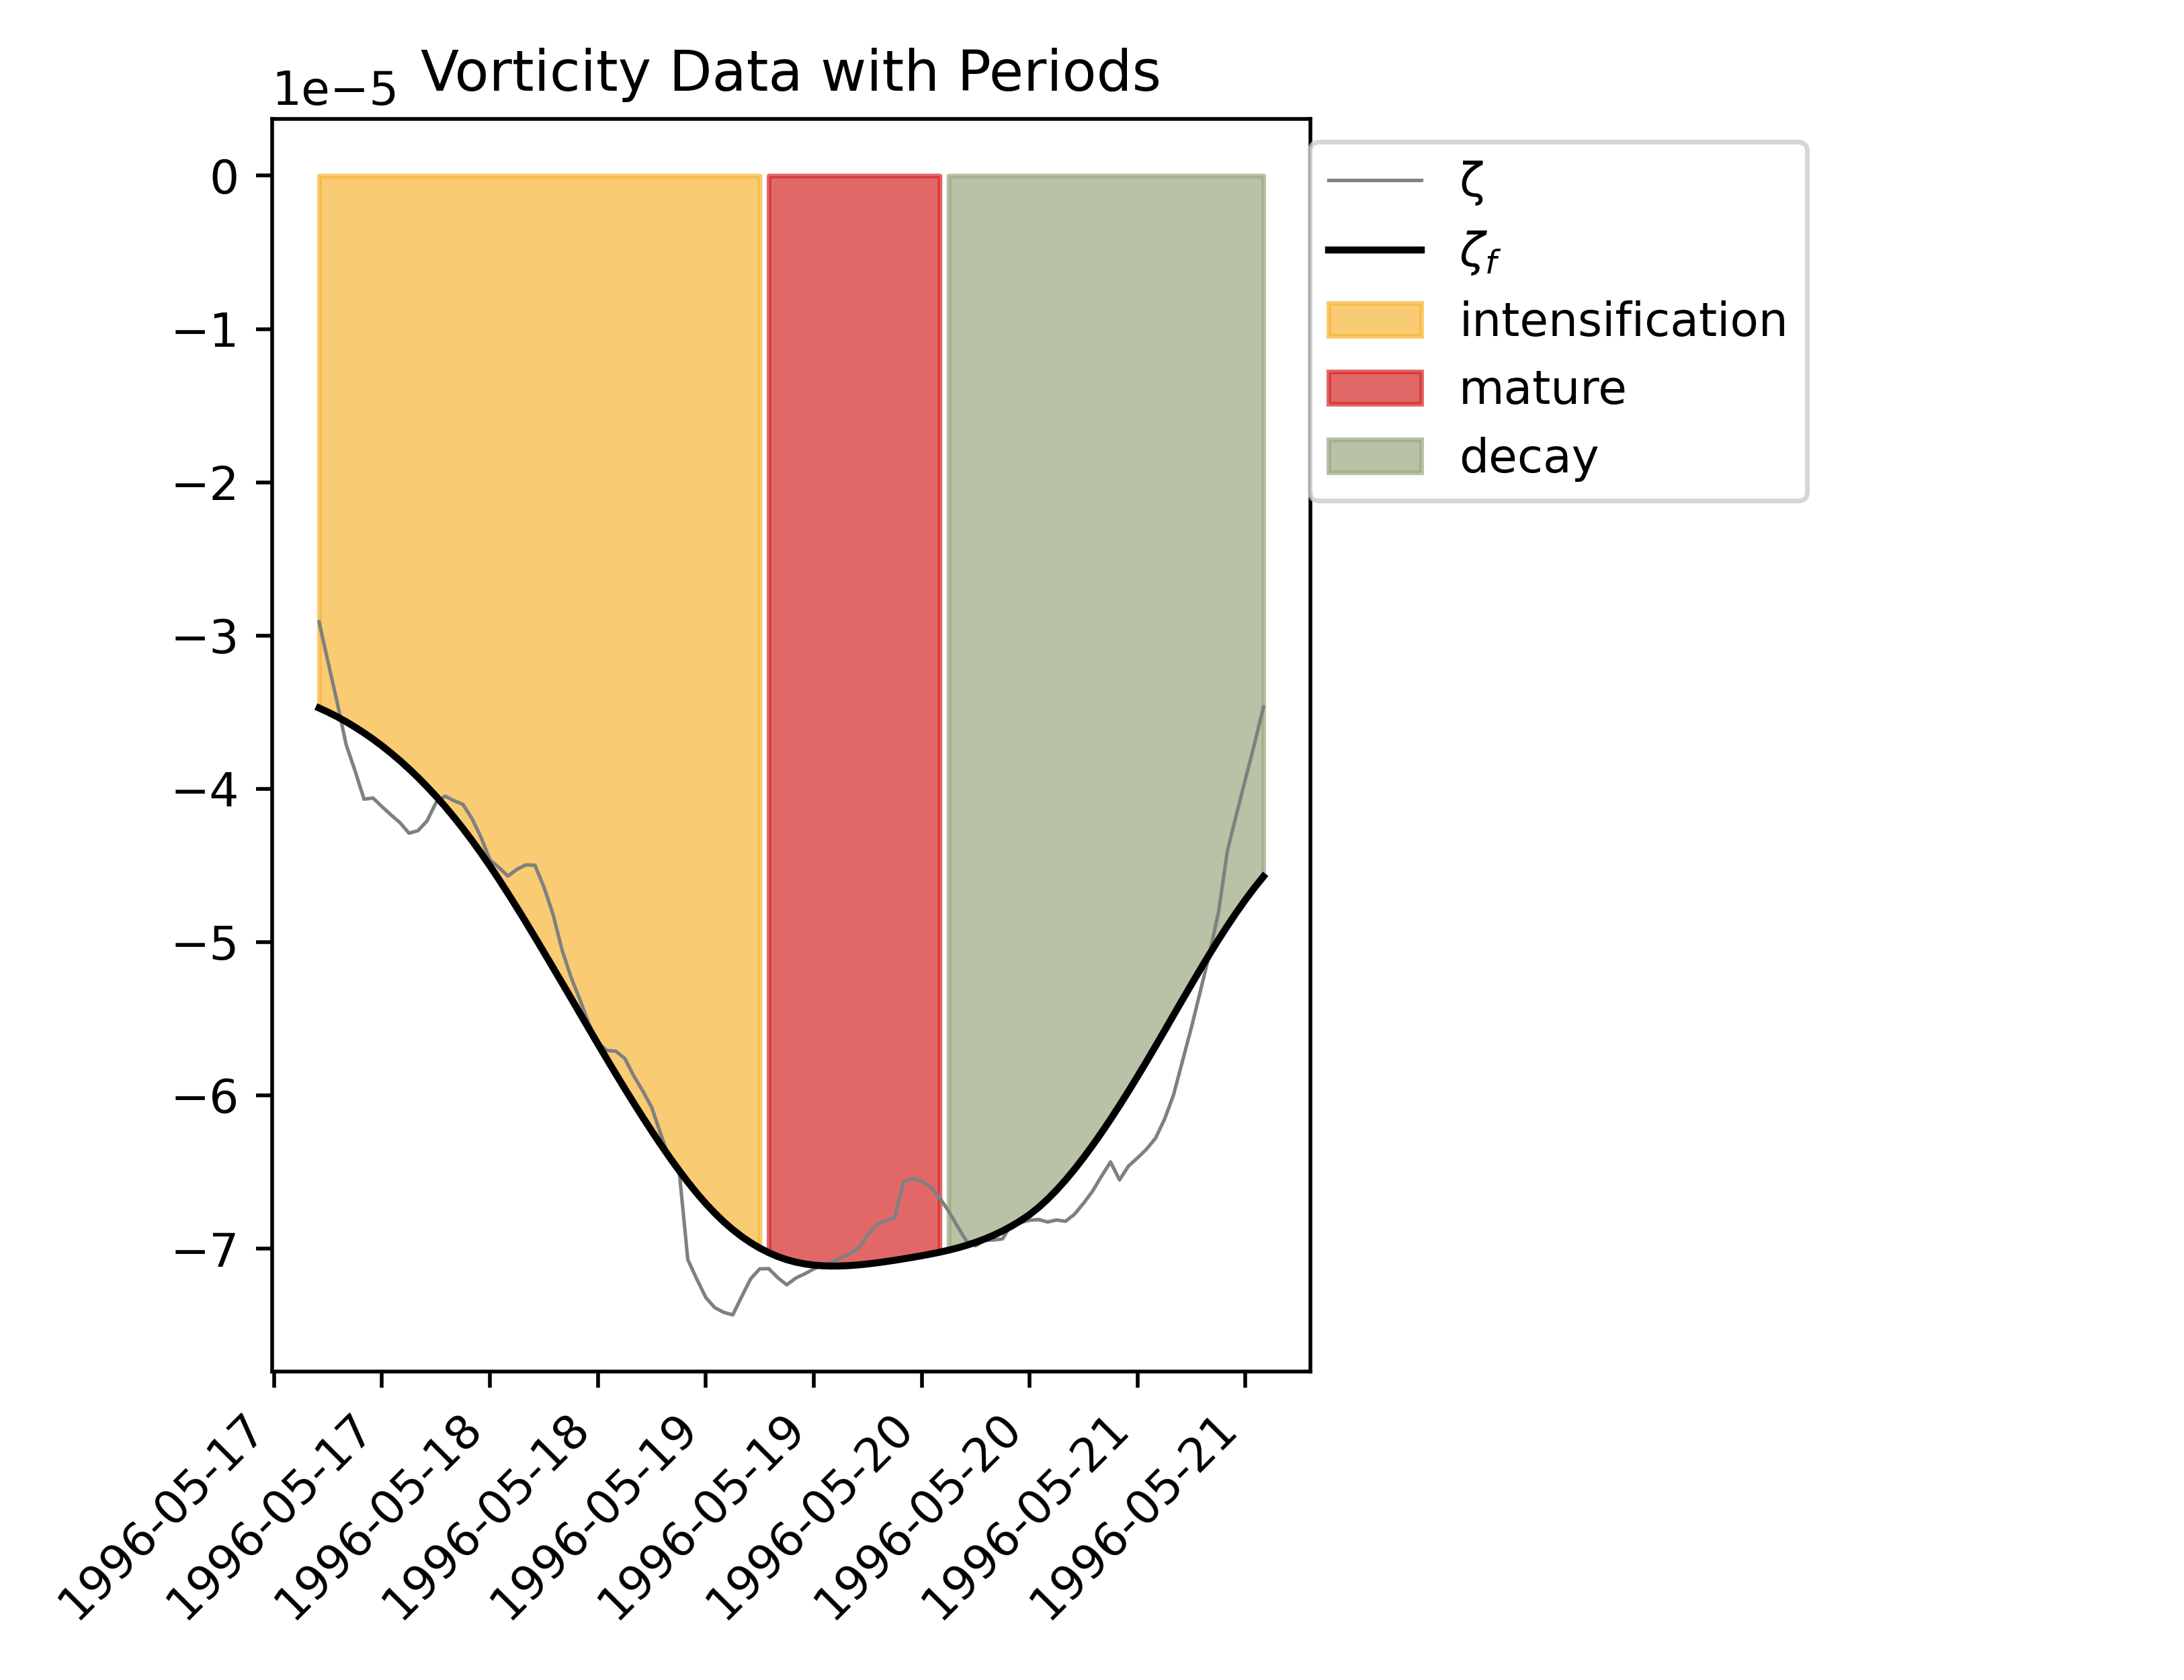 Vorticity Data with Periods
1e−5
0
−1
−2
−3
−4
−5
−6
−7
ζ
ζf
intensification
mature
decay
1996-05-17
1996-05-17
1996-05-18
1996-05-18
1996-05-19
1996-05-19
1996-05-20
1996-05-20
1996-05-21
1996-05-21